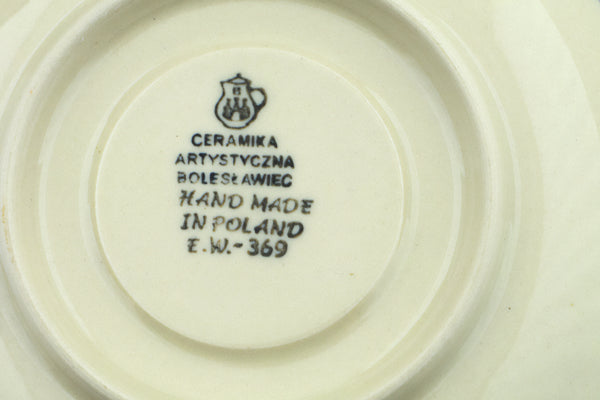 B
CERAMIKA
ARTYSTYCZNA
BOLESŁAWIEC
HAND MADE
IN POLAND
E.W.-369